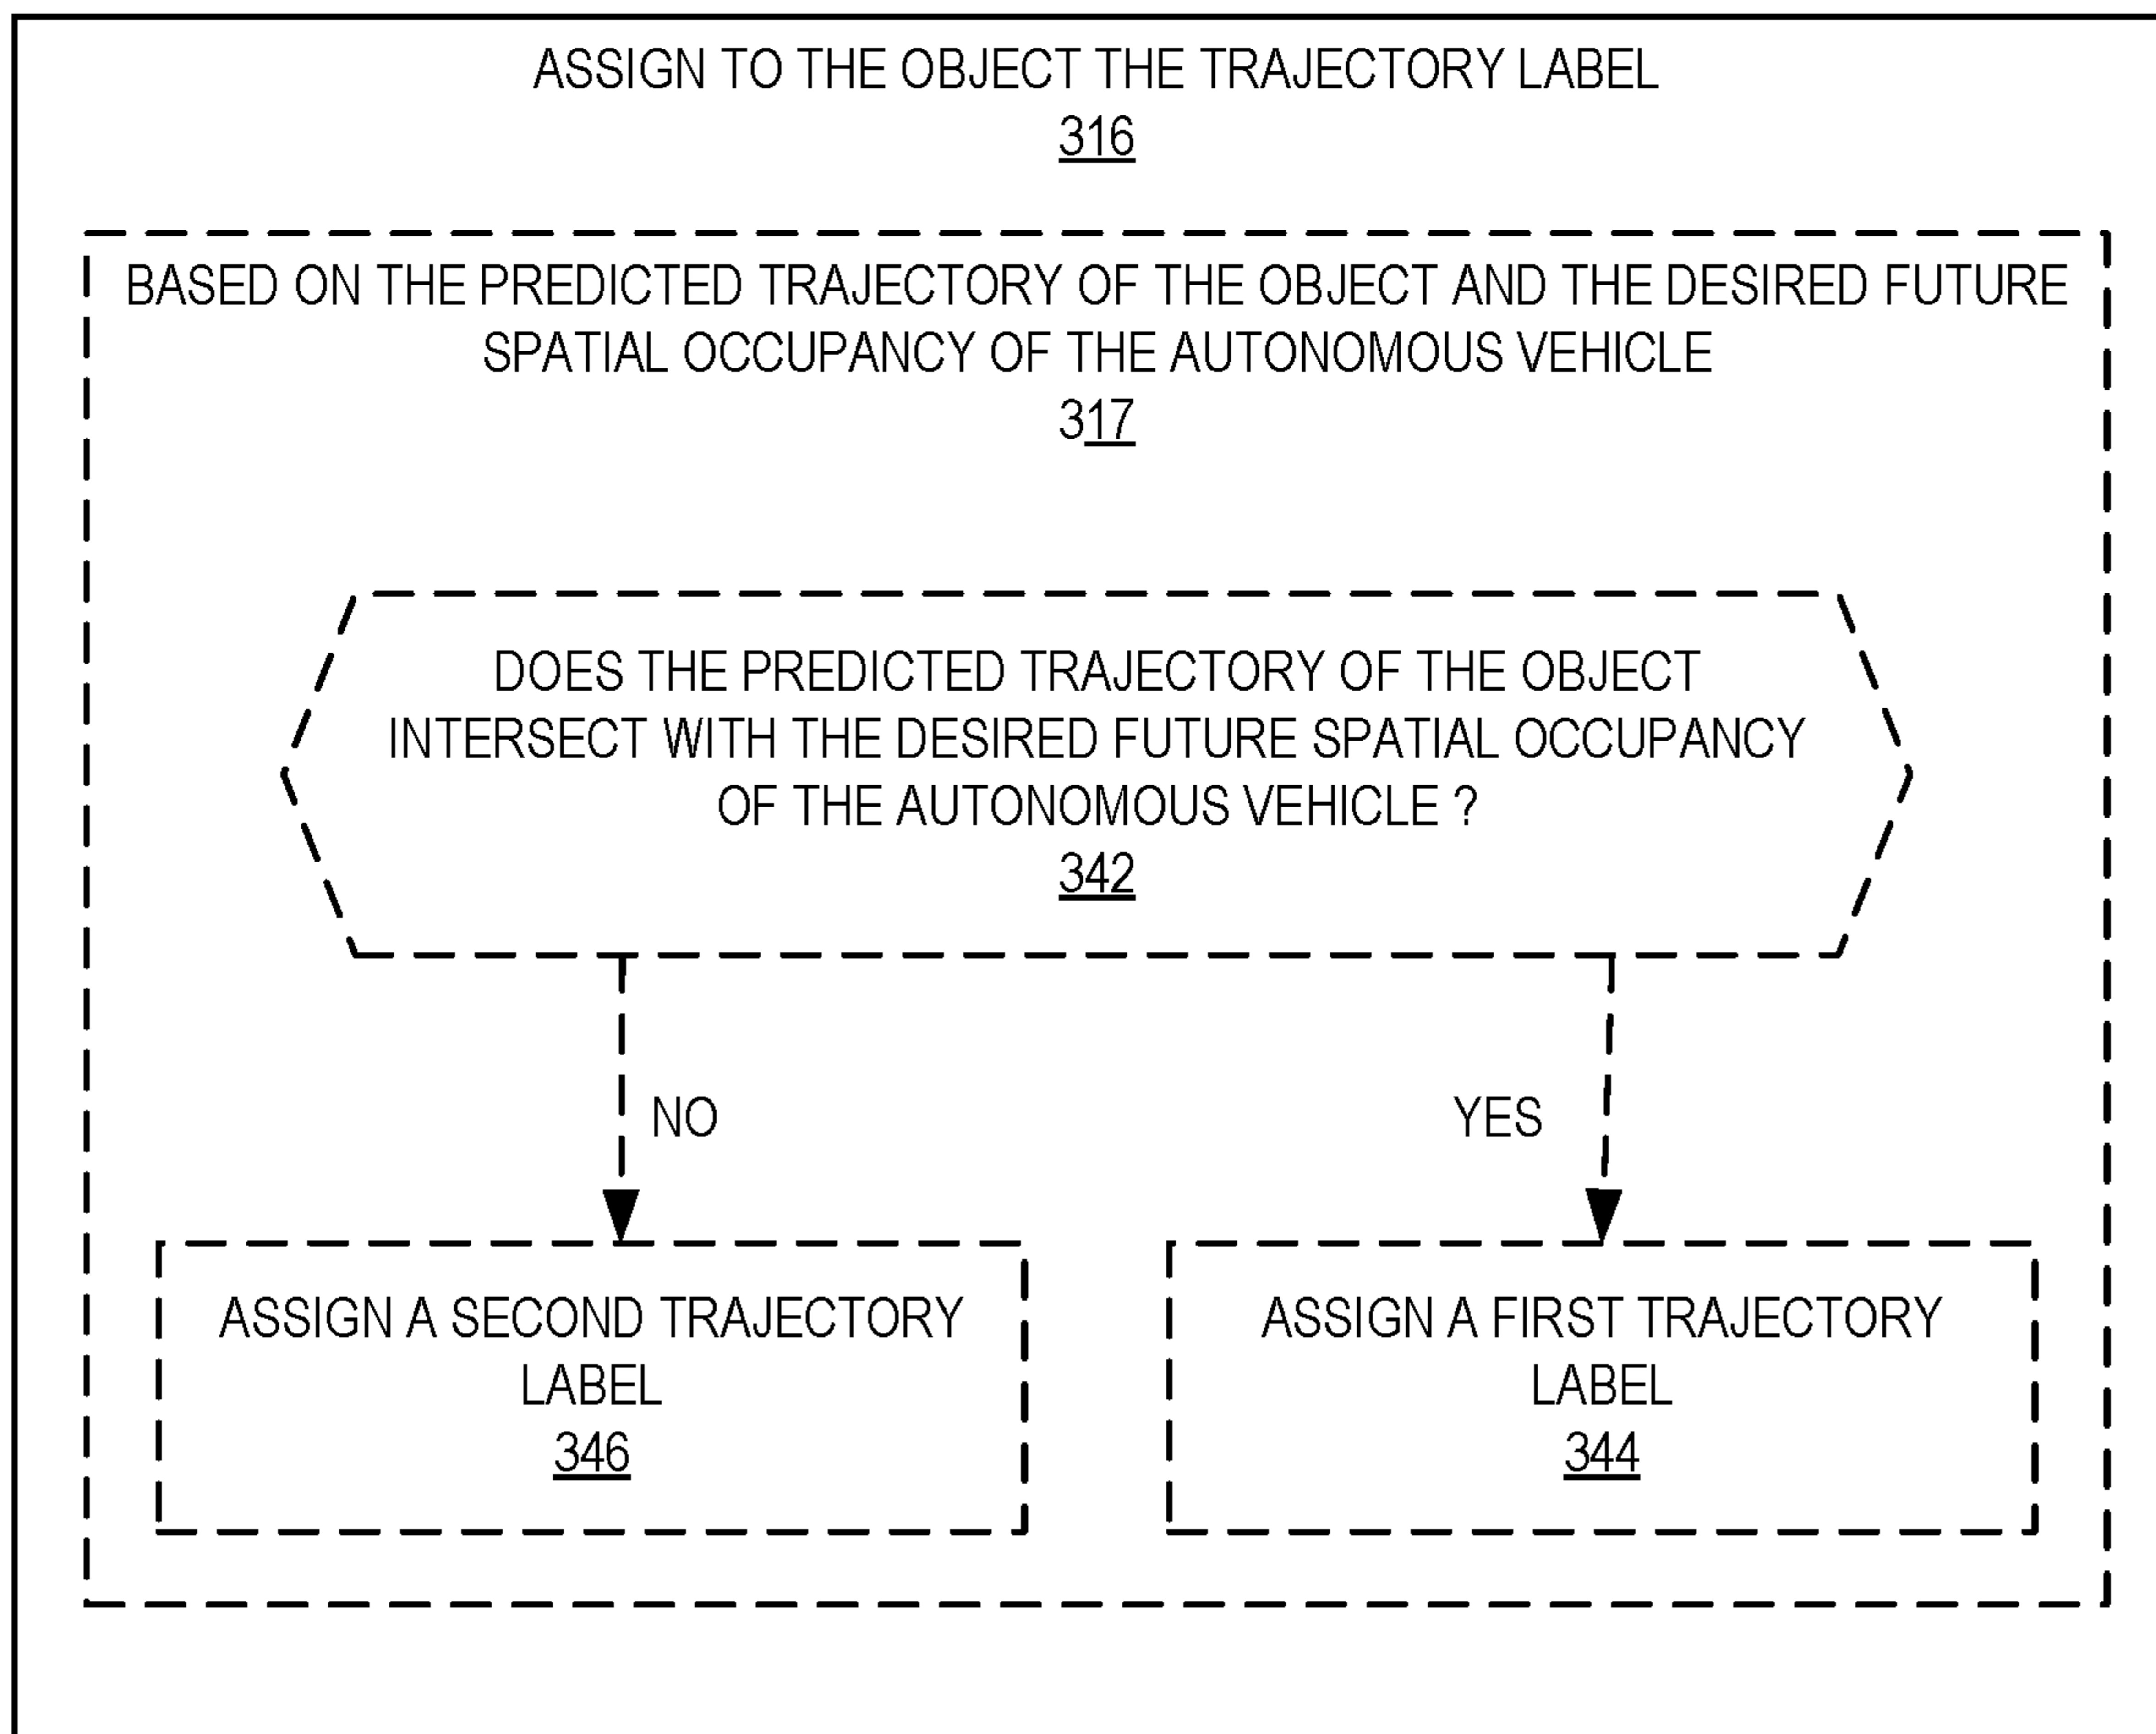 ASSIGN TO THE OBJECT THE TRAJECTORY LABEL
316
BASED ON THE PREDICTED TRAJECTORY OF THE OBJECT AND THE DESIRED FUTURE
SPATIAL OCCUPANCY OF THE AUTONOMOUS VEHICLE
317
DOES THE PREDICTED TRAJECTORY OF THE OBJECT
INTERSECT WITH THE DESIRED FUTURE SPATIAL OCCUPANCY
OF THE AUTONOMOUS VEHICLE ?
342
NO
YES
ASSIGN A SECOND TRAJECTORY
LABEL
346
ASSIGN A FIRST TRAJECTORY
LABEL
344